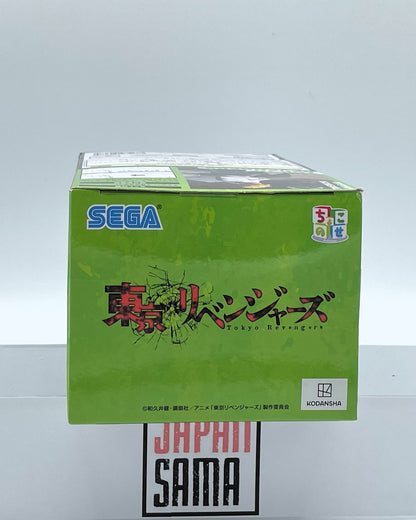 SEGA
ちょこのせ
東京リベンジャーズ
Tokyo Revengers
KODANSHA
©和久井健・講談社／アニメ「東京リベンジャーズ」製作委員会
JAPAN
SAMA